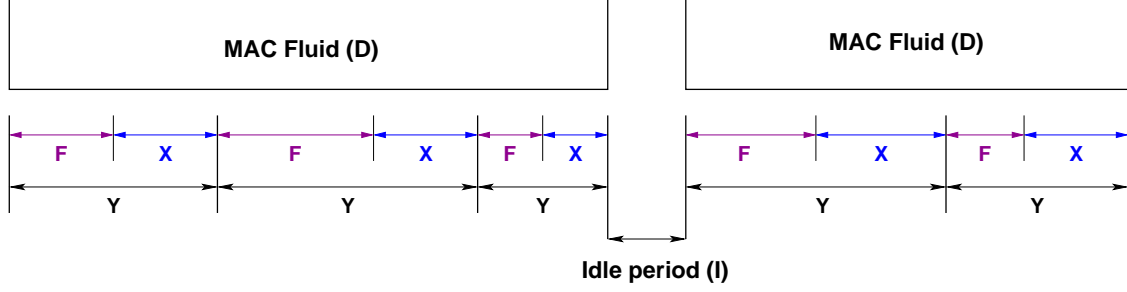 MAC Fluid (D) MAC Fluid (D)
F X F X F X F X F X
Y Y Y Y Y
Idle period (I)